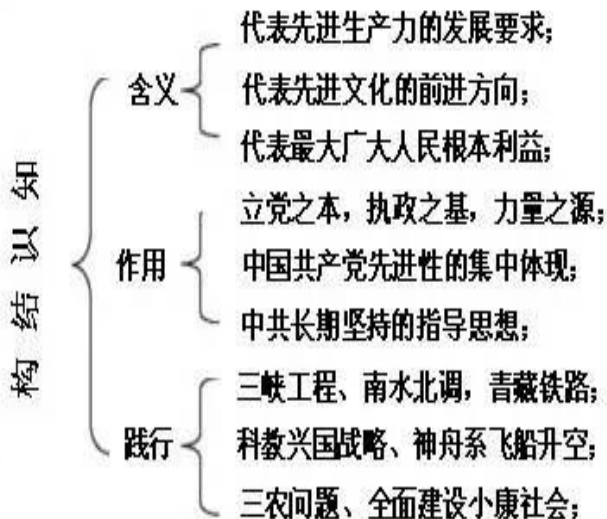 知识结构
含义
代表先进生产力的发展要求；
代表先进文化的前进方向；
代表最大广大人民根本利益；
作用
立党之本，执政之基，力量之源；
中国共产党先进性的集中体现；
中共长期坚持的指导思想；
践行
三峡工程、南水北调，青藏铁路；
科教兴国战略、神舟系飞船升空；
三农问题、全面建设小康社会；